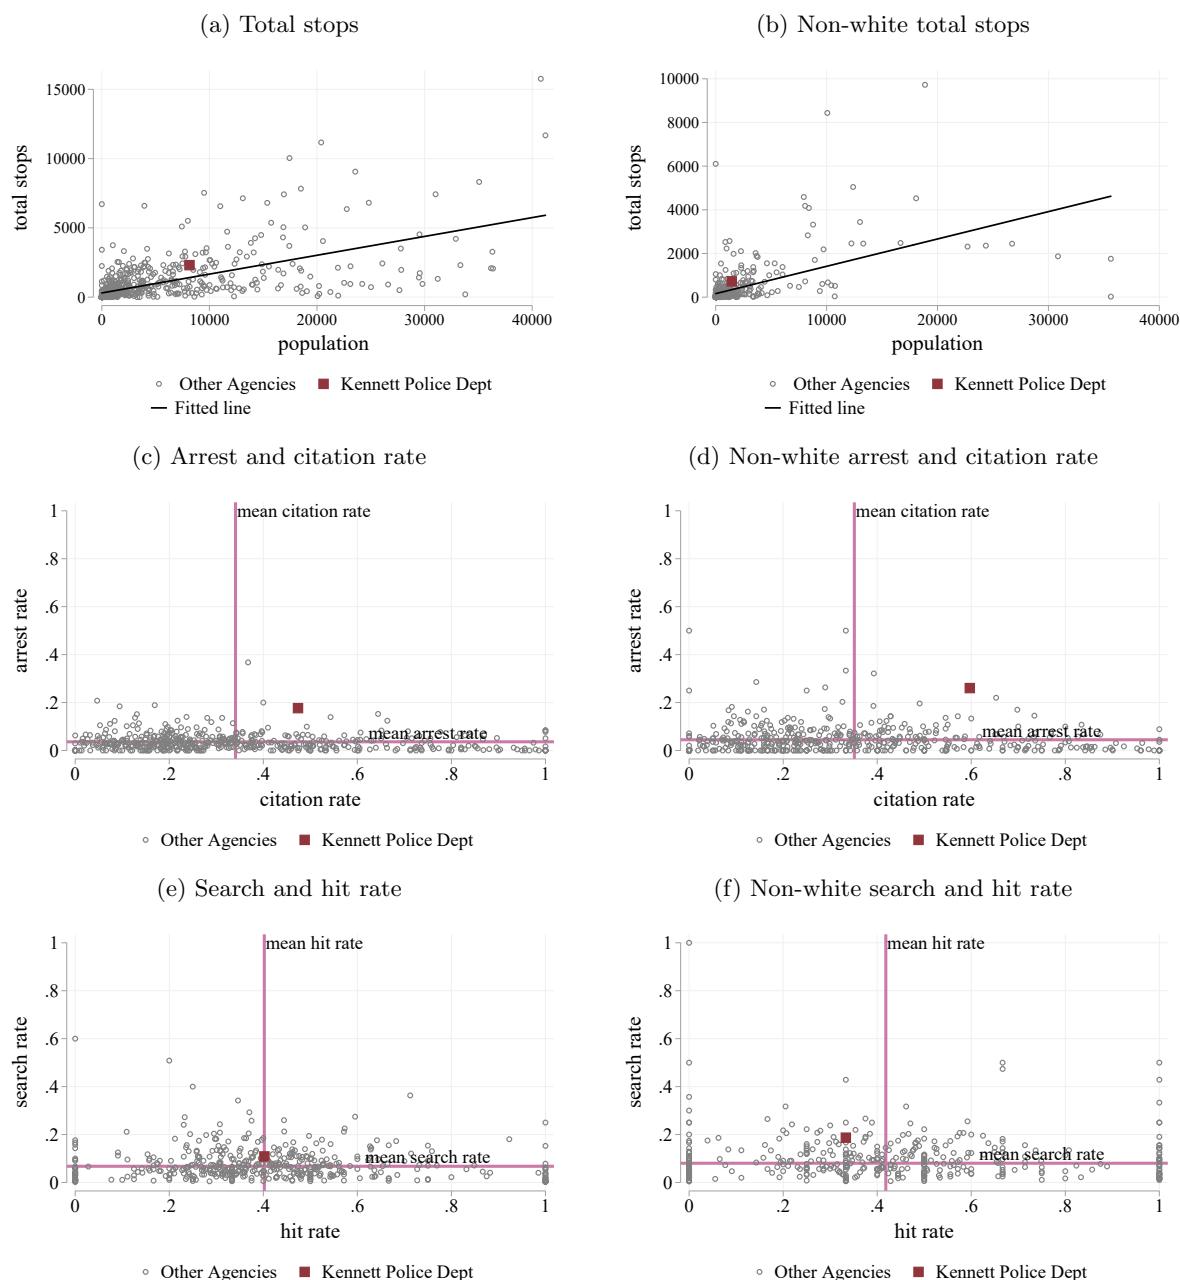 (a) Total stops
(b) Non-white total stops
total stops
15000
10000
5000
0
0 10000 20000 30000 40000
population
Other Agencies Kennett Police Dept
Fitted line
total stops
10000
8000
6000
4000
2000
0
0 10000 20000 30000 40000
population
Other Agencies Kennett Police Dept
Fitted line
(c) Arrest and citation rate
(d) Non-white arrest and citation rate
arrest rate
1
.8
.6
.4
.2
0
mean citation rate
mean arrest rate
0 .2 .4 .6 .8 1
citation rate
Other Agencies Kennett Police Dept
arrest rate
1
.8
.6
.4
.2
0
mean citation rate
mean arrest rate
0 .2 .4 .6 .8 1
citation rate
Other Agencies Kennett Police Dept
(e) Search and hit rate
(f) Non-white search and hit rate
search rate
1
.8
.6
.4
.2
0
mean hit rate
mean search rate
0 .2 .4 .6 .8 1
hit rate
Other Agencies Kennett Police Dept
search rate
1
.8
.6
.4
.2
0
mean hit rate
mean search rate
0 .2 .4 .6 .8 1
hit rate
Other Agencies Kennett Police Dept